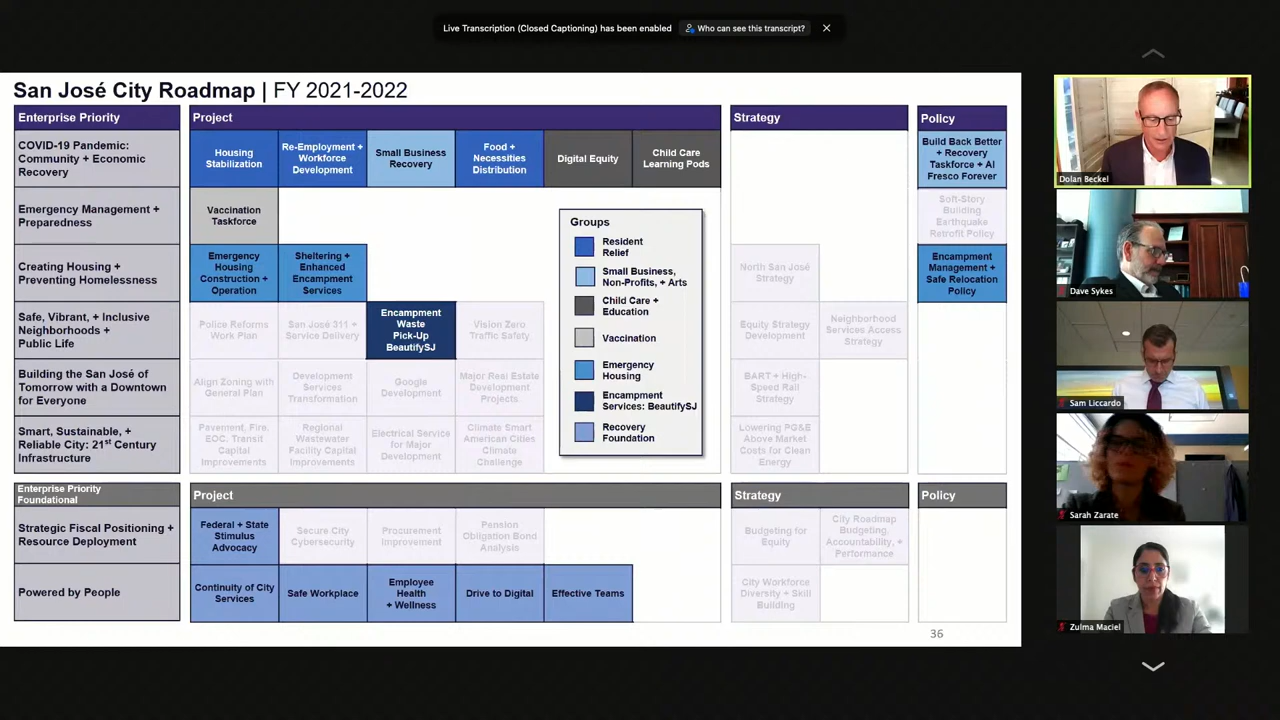 Live Transcription (Closed Captioning) has been enabled
Who can see this transcript?
San José City Roadmap | FY 2021-2022
Enterprise Priority
Project
Strategy
Policy
COVID-19 Pandemic:
Community + Economic
Recovery
Housing
Stabilization
Re-Employment +
Workforce
Development
Small Business
Recovery
Food +
Necessities
Distribution
Digital Equity
Child Care
Learning Pods
Build Back Better
+ Recovery
Taskforce + Al
Fresco Forever
Emergency Management +
Preparedness
Vaccination
Taskforce
Soft-Story
Building
Earthquake
Retrofit Policy
Creating Housing +
Preventing Homelessness
Emergency
Housing
Construction +
Operation
Sheltering +
Enhanced
Encampment
Services
North San José
Strategy
Encampment
Management +
Safe Relocation
Policy
Safe, Vibrant, + Inclusive
Neighborhoods +
Public Life
Police Reforms
Work Plan
San José 311 +
Service Delivery
Encampment
Waste
Pick-Up
BeautifySJ
Vision Zero
Traffic Safety
Equity Strategy
Development
Neighborhood
Services Access
Strategy
Building the San José of
Tomorrow with a Downtown
for Everyone
Align Zoning with
General Plan
Development
Services
Transformation
Google
Development
Major Real Estate
Development
Projects
BART + High-
Speed Rail
Strategy
Smart, Sustainable, +
Reliable City: 21st Century
Infrastructure
Pavement, Fire,
EOC, Transit
Capital
Improvements
Regional
Wastewater
Facility Capital
Improvements
Electrical Service
for Major
Development
Climate Smart
American Cities
Climate
Challenge
Lowering PG&E
Above Market
Costs for Clean
Energy
Groups
Resident
Relief
Small Business,
Non-Profits, + Arts
Child Care +
Education
Vaccination
Emergency
Housing
Encampment
Services: BeautifySJ
Recovery
Foundation
Enterprise Priority
Foundational
Project
Strategy
Policy
Strategic Fiscal Positioning +
Resource Deployment
Federal + State
Stimulus
Advocacy
Secure City
Cybersecurity
Procurement
Improvement
Pension
Obligation Bond
Analysis
Budgeting for
Equity
City Roadmap
Budgeting,
Accountability, +
Performance
Powered by People
Continuity of City
Services
Safe Workplace
Employee
Health
+ Wellness
Drive to Digital
Effective Teams
City Workforce
Diversity + Skill
Building
36
Dolan Beckel
Dave Sykes
Sam Liccardo
Sarah Zarate
Zulma Maciel